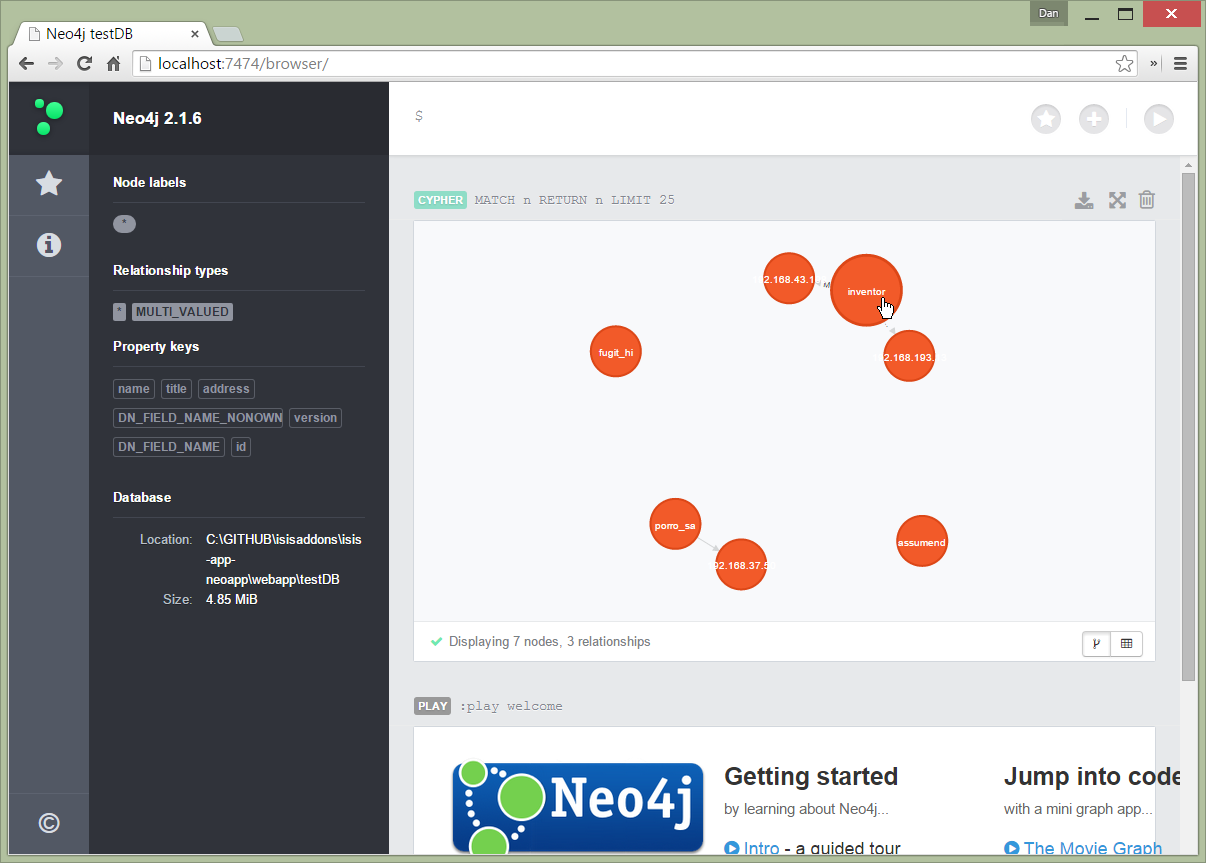 Dan
Neo4j testDB
localhost:7474/browser/
Neo4j 2.1.6
$
Node labels
*
Relationship types
* MULTI_VALUED
Property keys
name title address
DN_FIELD_NAME_NONOWN version
DN_FIELD_NAME id
Database
Location: C:\GITHUB\isisaddons\isis
-app-
neoapp\webapp\testDB
Size: 4.85 MiB
CYPHER MATCH n RETURN n LIMIT 25
2.168.43.1
M
inventor
fugit_hi
2.168.193.
porro_sa
92.168.37.5
assumend
Displaying 7 nodes, 3 relationships
PLAY :play welcome
Neo4j
Getting started
by learning about Neo4j...
Intro - a guided tour
Jump into code
with a mini graph app...
The Movie Graph